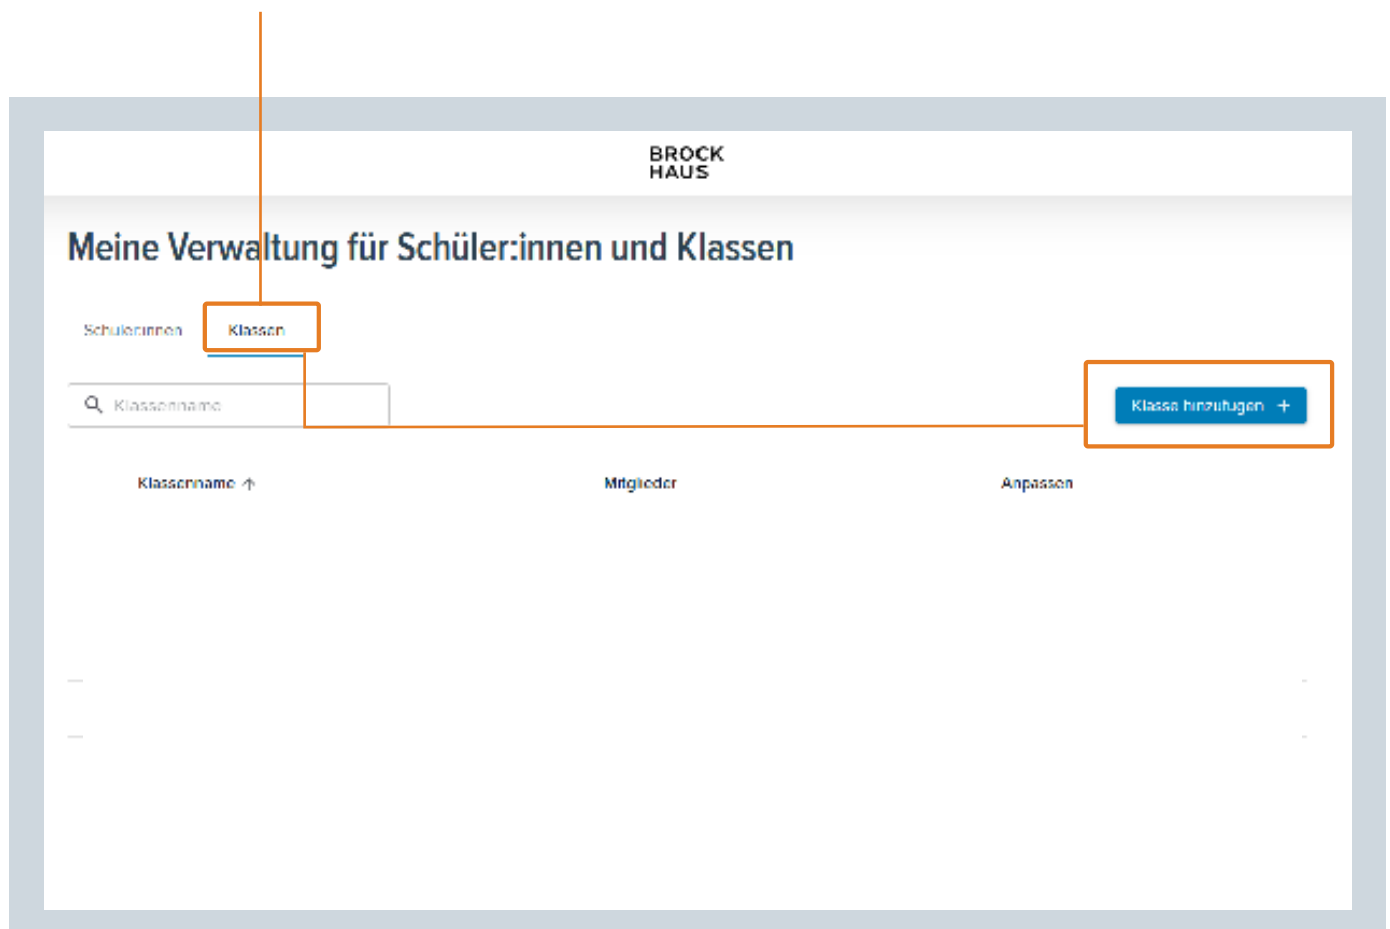 BROCK
HAUS
Meine Verwaltung für Schüler:innen und Klassen
Schüler:innen Klassen
Klassenname
Klasse hinzufügen +
Klassenname ↑ Mitglieder Anpassen